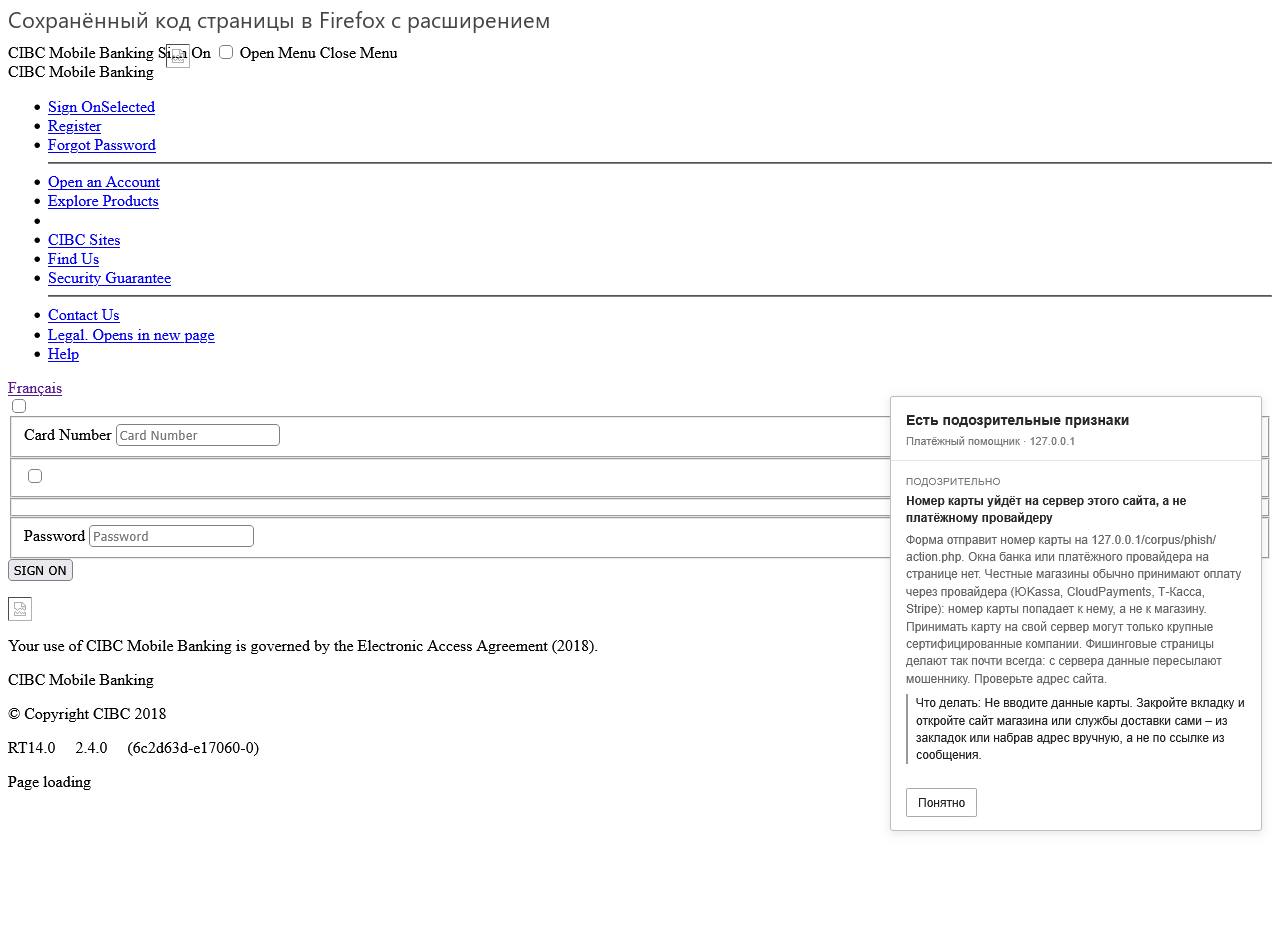 Сохранённый код страницы в Firefox с расширением
CIBC Mobile Banking Sign On Open Menu Close Menu
CIBC Mobile Banking
Sign OnSelected
Register
Forgot Password
Open an Account
Explore Products
CIBC Sites
Find Us
Security Guarantee
Contact Us
Legal. Opens in new page
Help
Français
Card Number Card Number
Password Password
SIGN ON
Your use of CIBC Mobile Banking is governed by the Electronic Access Agreement (2018).
CIBC Mobile Banking
© Copyright CIBC 2018
RT14.0 2.4.0 (6c2d63d-e17060-0)
Page loading
Есть подозрительные признаки
Платёжный помощник · 127.0.0.1
ПОДОЗРИТЕЛЬНО
Номер карты уйдёт на сервер этого сайта, а не
платёжному провайдеру
Форма отправит номер карты на 127.0.0.1/corpus/phish/
action.php. Окна банка или платёжного провайдера на
странице нет. Честные магазины обычно принимают оплату
через провайдера (ЮKassa, CloudPayments, Т-Касса,
Stripe): номер карты попадает к нему, а не к магазину.
Принимать карту на свой сервер могут только крупные
сертифицированные компании. Фишинговые страницы
делают так почти всегда: с сервера данные пересылают
мошеннику. Проверьте адрес сайта.
Что делать: Не вводите данные карты. Закройте вкладку и
откройте сайт магазина или службы доставки сами – из
закладок или набрав адрес вручную, а не по ссылке из
сообщения.
Понятно